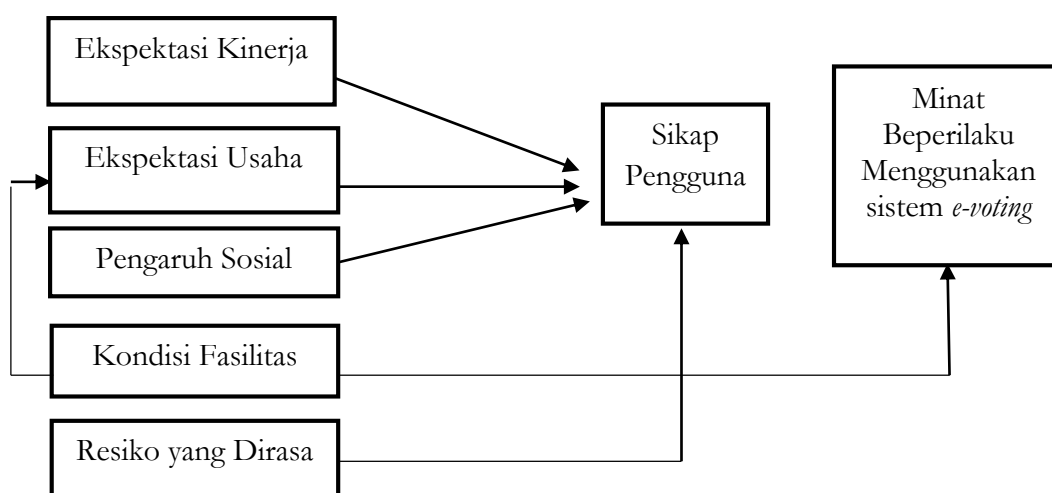 Ekspektasi Kinerja
Ekspektasi Usaha
Pengaruh Sosial
Kondisi Fasilitas
Resiko yang Dirasa
Sikap
Pengguna
Minat
Beperilaku
Menggunakan
sistem e-voting